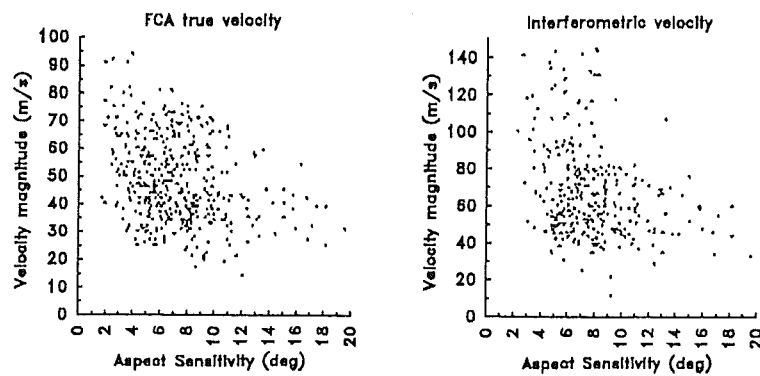 FCA true velocity
Velocity magnitude (m/s)
100
90
80
70
60
50
40
30
20
10
0
0 2 4 6 8 10 12 14 16 18 20
Aspect Sensitivity (deg)
Interferometric velocity
Velocity magnitude (m/s)
140
120
100
80
60
40
20
0
0 2 4 6 8 10 12 14 16 18 20
Aspect Sensitivity (deg)